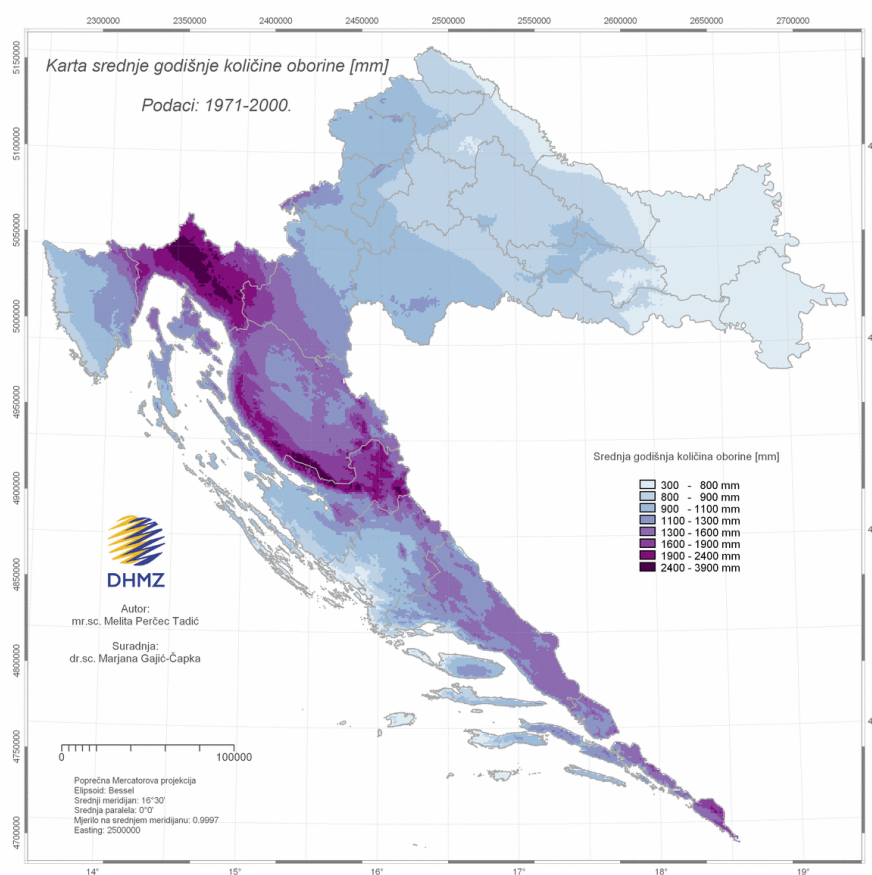 2300000 2350000 2400000 2450000 2500000 2550000 2600000 2650000 2700000
Karta srednje godišnje količine oborine [mm]
Podaci: 1971-2000.
5150000
5100000
5050000
5000000
4950000
4900000
4850000
4800000
4750000
4700000
Srednja godišnja količina oborine [mm]
300 - 800 mm
800 - 900 mm
900 - 1100 mm
1100 - 1300 mm
1300 - 1600 mm
1600 - 1900 mm
1900 - 2400 mm
2400 - 3900 mm
DHMZ
Autor:
mr.sc. Melita Perčec Tadić
Suradnja:
dr.sc. Marjana Gajić-Čapka
0 100000
Poprečna Mercatorova projekcija
Elipsoid: Bessel
Srednji meridijan: 16°30'
Srednja paralela: 0°0'
Mjerilo na srednjem meridijanu: 0.9997
Easting: 2500000
14° 15° 16° 17° 18° 19°